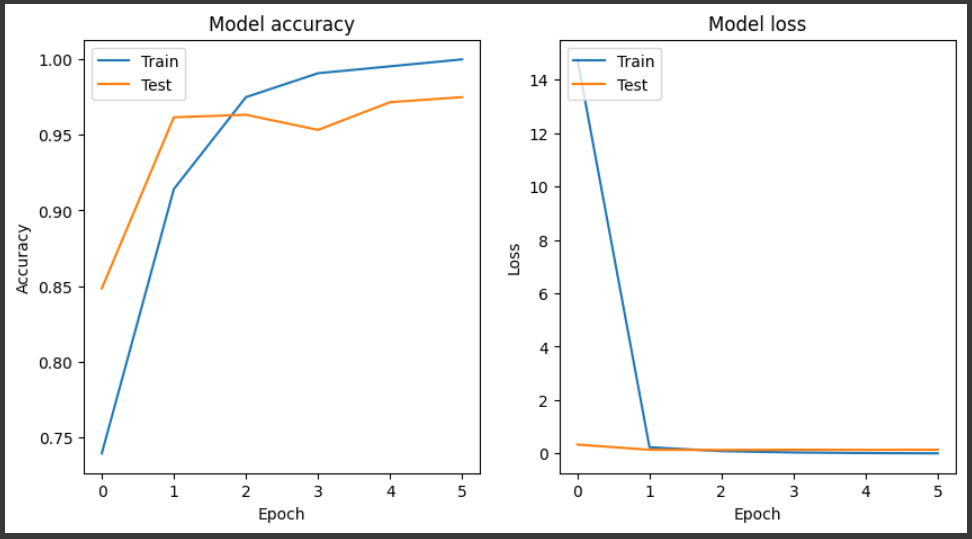 Model accuracy
Train
Test
1.00
0.95
0.90
0.85
0.80
0.75
Accuracy
0 1 2 3 4 5
Epoch
Model loss
Train
Test
14
12
10
8
6
4
2
0
Loss
0 1 2 3 4 5
Epoch